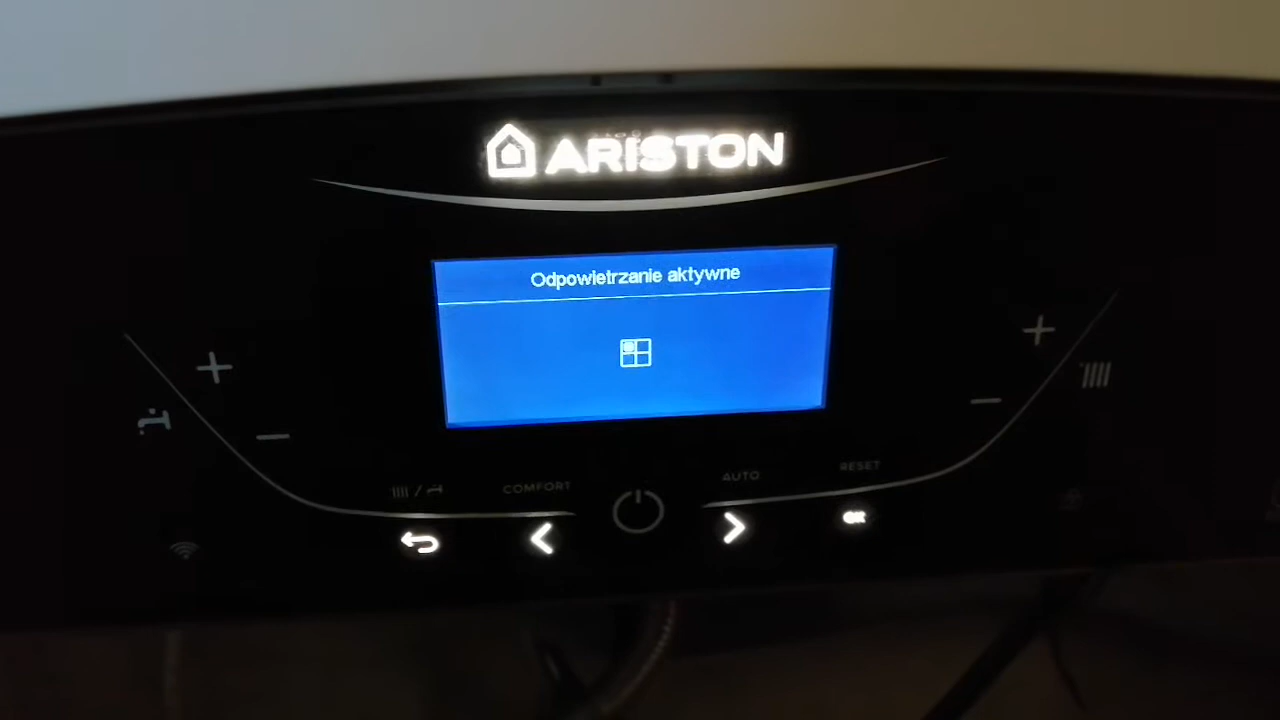 ARISTON
Odpowietrzanie aktywne
COMFORT
AUTO
RESET
OK